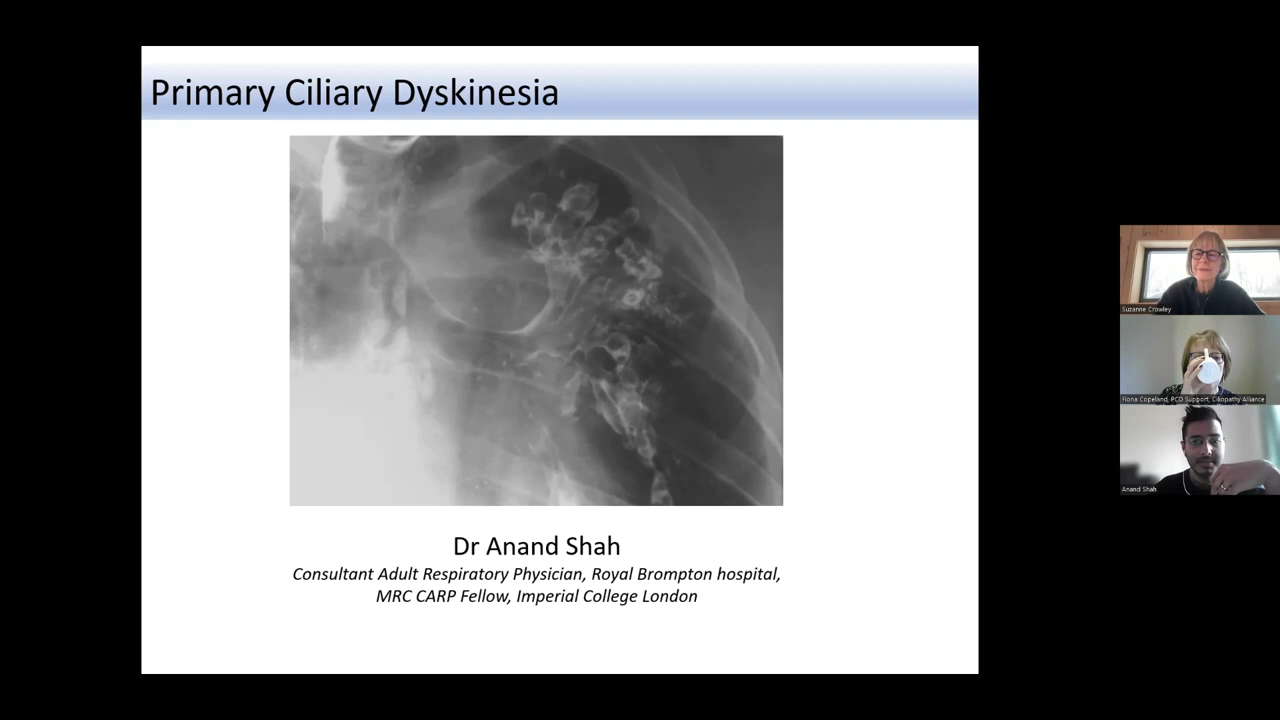 Primary Ciliary Dyskinesia
Dr Anand Shah
Consultant Adult Respiratory Physician, Royal Brompton hospital,
MRC CARP Fellow, Imperial College London
Suzanne Crowley
Fiona Copeland, PCD Support, Ciliopathy Alliance
Anand Shah